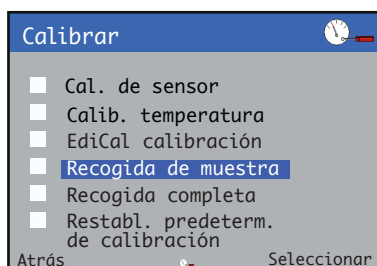 Calibrar
Cal. de sensor
Calib. temperatura
EdiCal calibración
Recogida de muestra
Recogida completa
Restabl. predeterm.
de calibración
Atrás Seleccionar